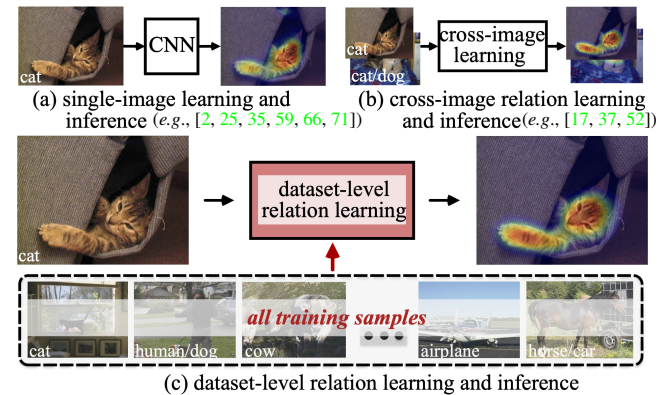 cat
CNN
(a) single-image learning and
inference (e.g., [2, 25, 35, 59, 66, 71])
cat
cat/dog
cross-image
learning
(b) cross-image relation learning
and inference(e.g., [17, 37, 52])
cat
dataset-level
relation learning
all training samples
cat
human/dog
cow
airplane
horse/car
(c) dataset-level relation learning and inference